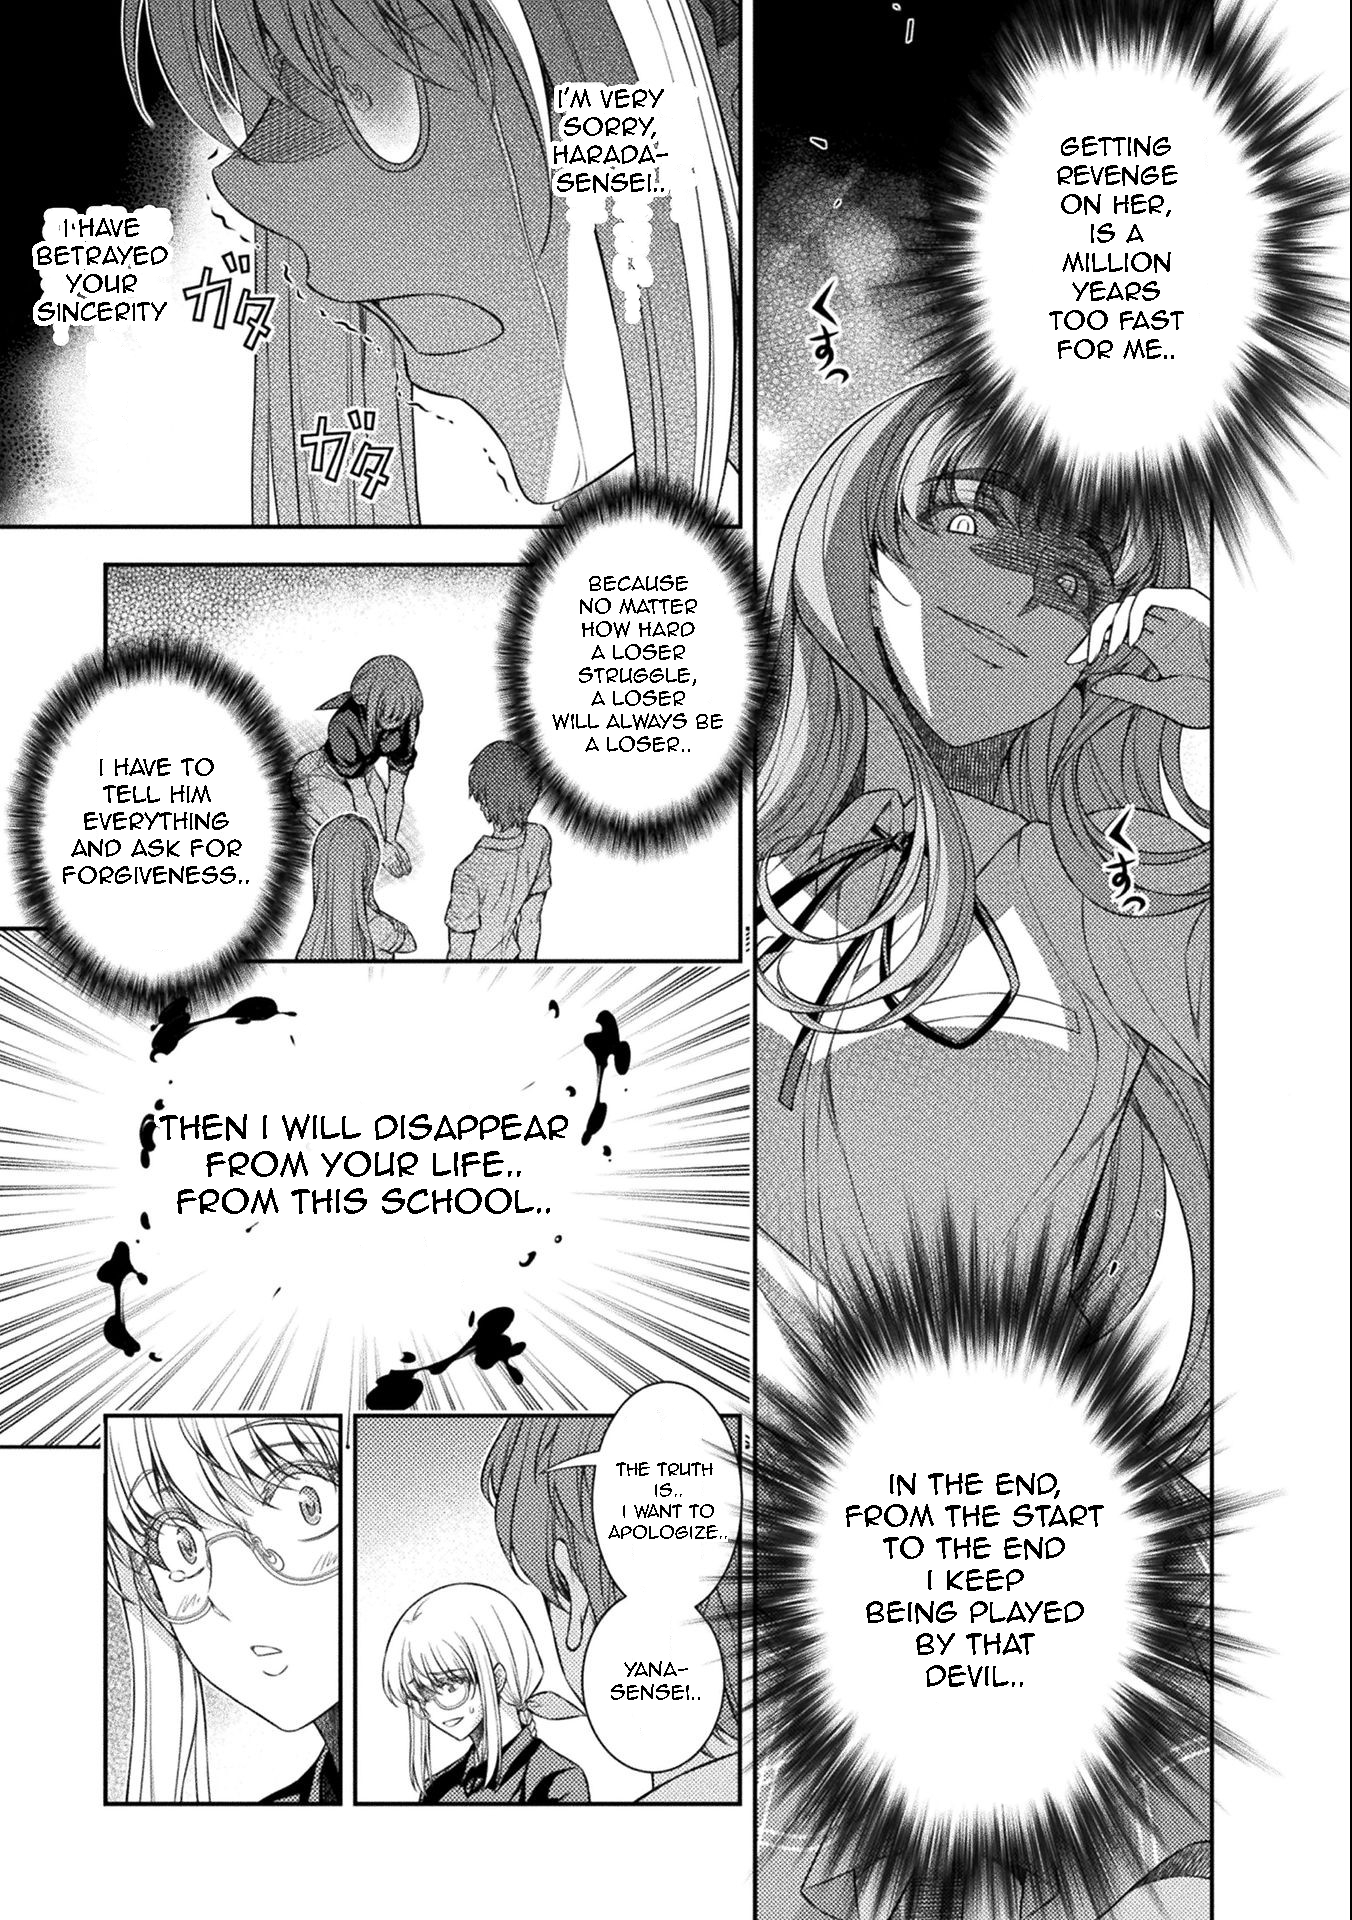 GETTING
REVENGE
ON HER,
IS A
MILLION
YEARS
TOO FAST
FOR ME..
くすっ
くすっ
IN THE END,
FROM THE START
TO THE END
I KEEP
BEING PLAYED
BY THAT
DEVIL..
I'M VERY
SORRY,
HARADA-
SENSEI..
I HAVE
BETRAYED
YOUR
SINCERITY
ガタ
ガタ
BECAUSE
NO MATTER
HOW HARD
A LOSER
STRUGGLE,
A LOSER
WILL ALWAYS BE
A LOSER..
I HAVE TO
TELL HIM
EVERYTHING
AND ASK FOR
FORGIVENESS..
THEN I WILL DISAPPEAR
FROM YOUR LIFE..
FROM THIS SCHOOL..
THE TRUTH
IS..
I WANT TO
APOLOGIZE..
YANA-
SENSEI..